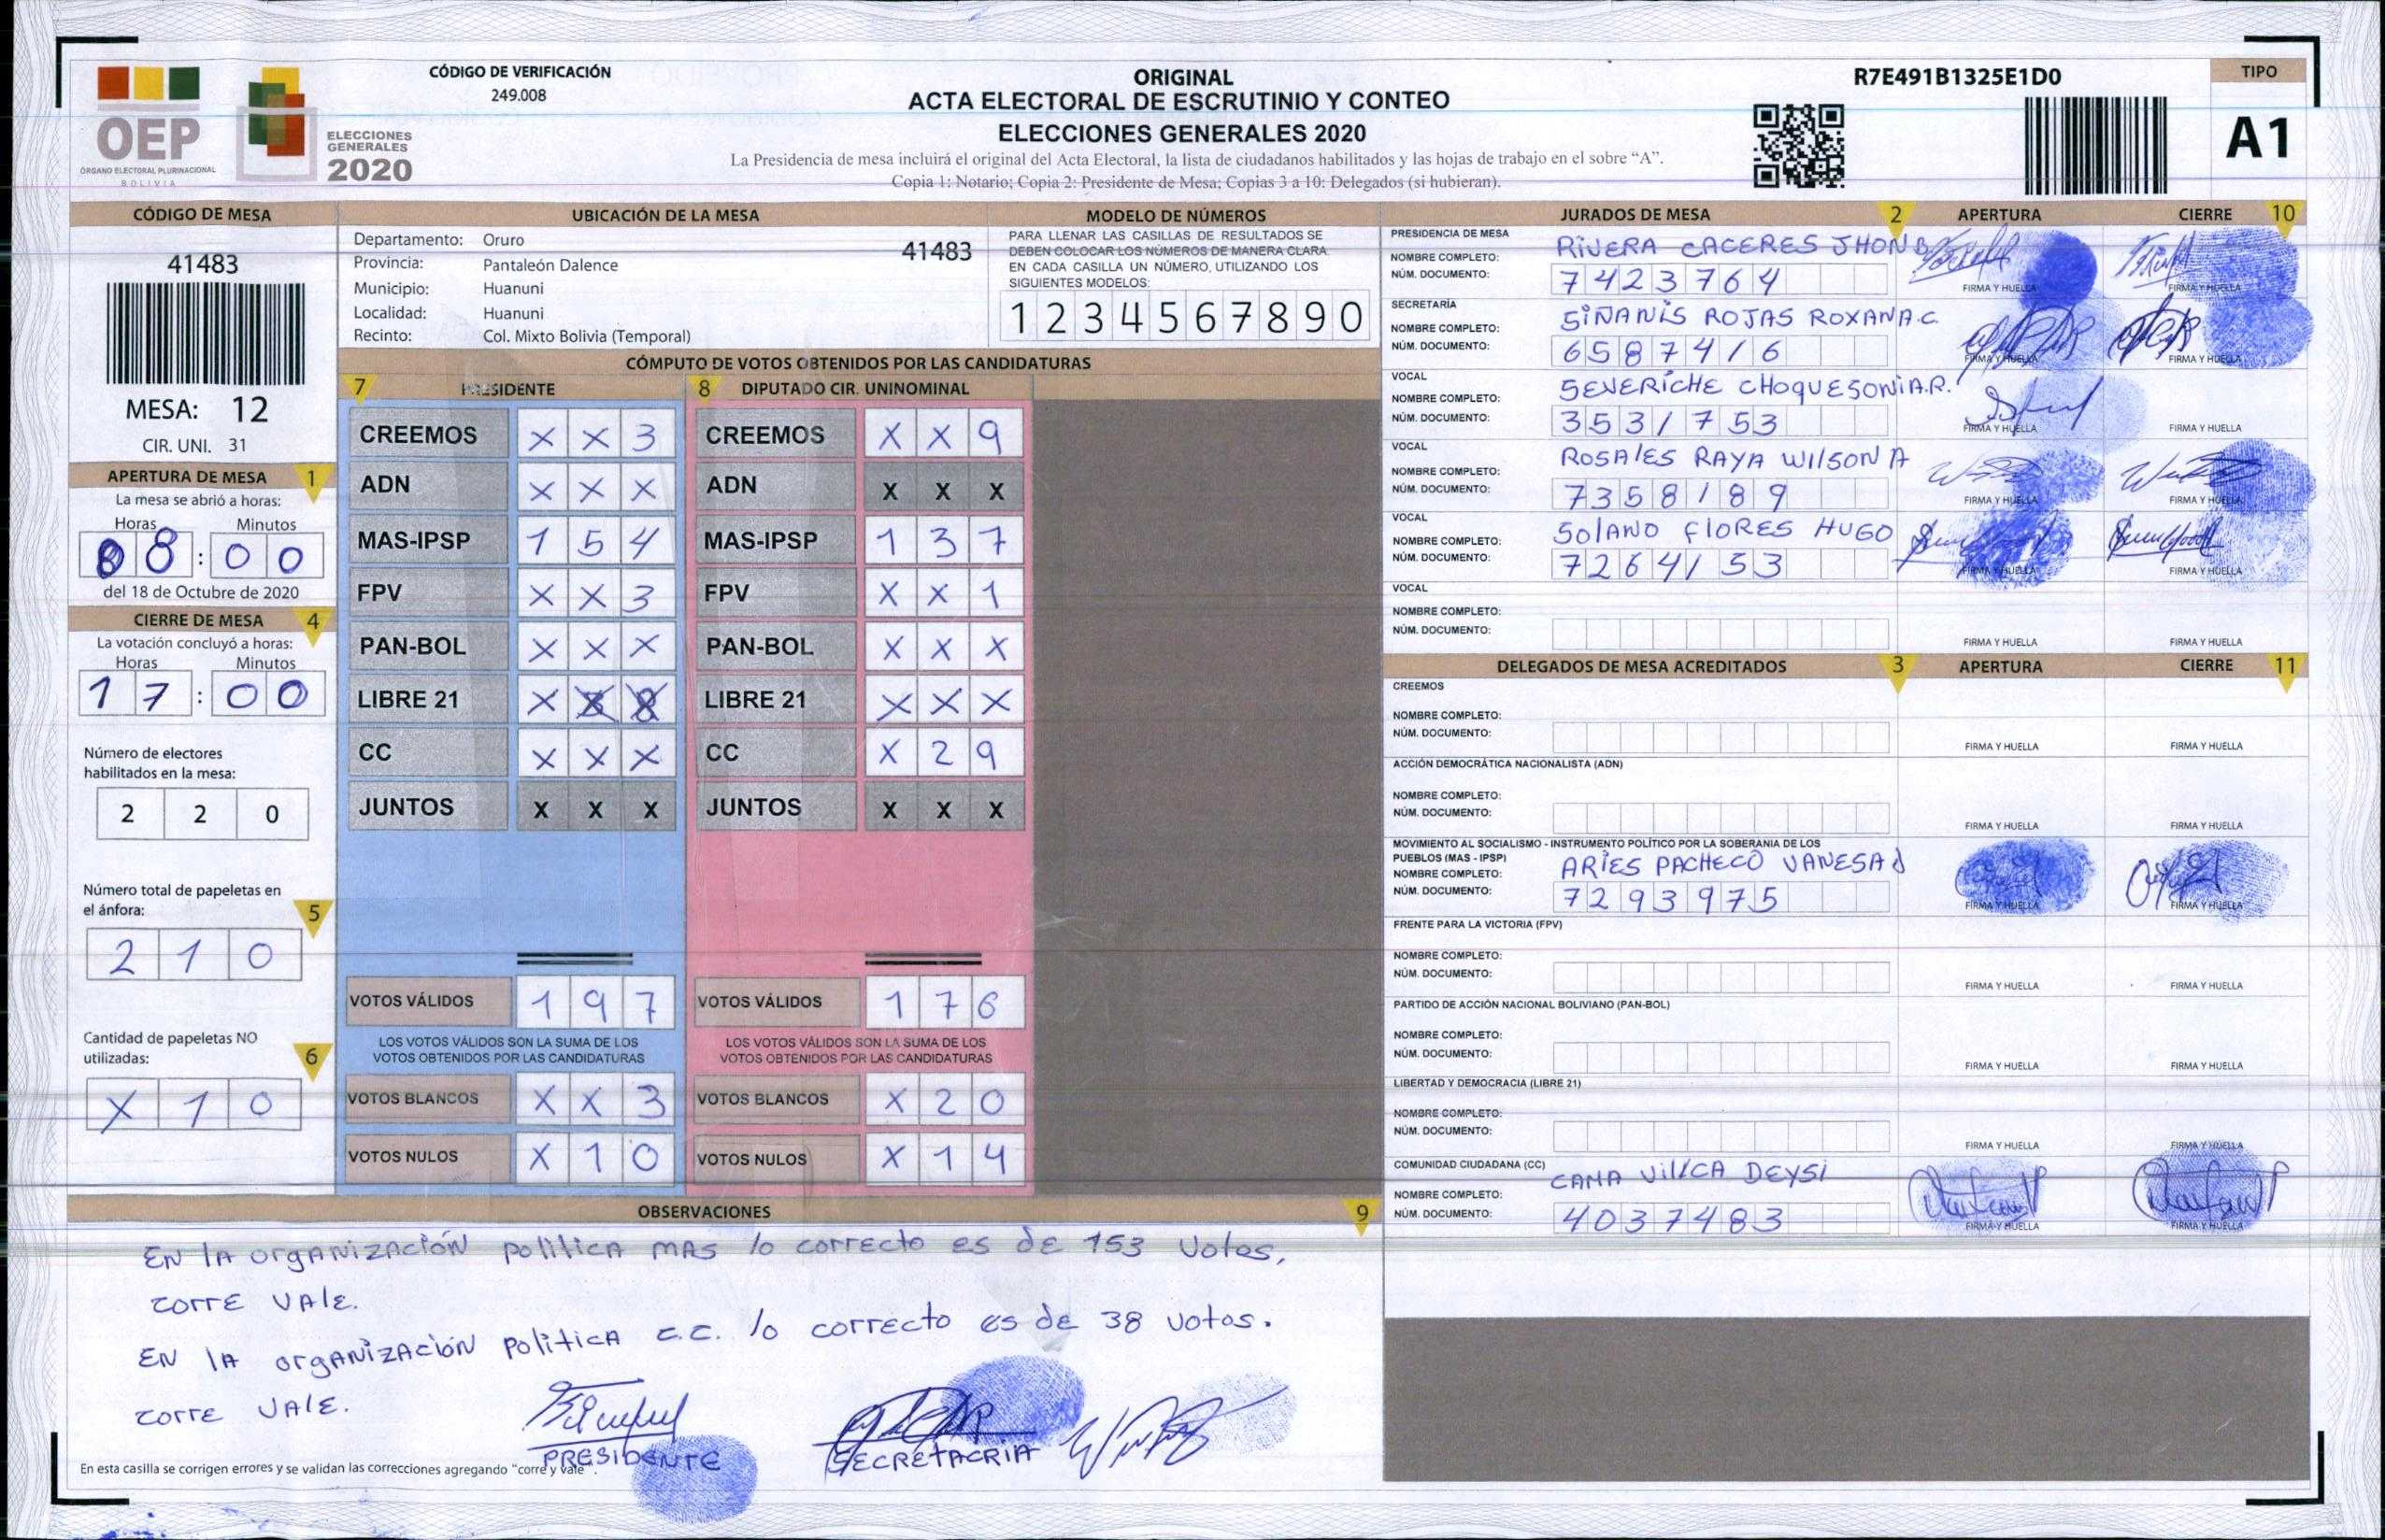 OEP
ÓRGANO ELECTORAL PLURINACIONAL
BOLIVIA
ELECCIONES
GENERALES
2020
CÓDIGO DE VERIFICACIÓN
249.008
ORIGINAL
ACTA ELECTORAL DE ESCRUTINIO Y CONTEO
ELECCIONES GENERALES 2020
La Presidencia de mesa incluirá el original del Acta Electoral, la lista de ciudadanos habilitados y las hojas de trabajo en el sobre “A”.
Copia 1: Notario; Copia 2: Presidente de Mesa; Copias 3 a 10: Delegados (si hubieran).
R7E491B1325E1D0
TIPO
A1
CÓDIGO DE MESA
41483
MESA: 12
CIR. UNI. 31
APERTURA DE MESA 1
La mesa se abrió a horas:
Horas Minutos
08:00
del 18 de Octubre de 2020
CIERRE DE MESA 4
La votación concluyó a horas:
Horas Minutos
17:00
Número de electores
habilitados en la mesa:
2 2 0
Número total de papeletas en
el ánfora: 5
2 1 0
Cantidad de papeletas NO
utilizadas: 6
X 1 0
UBICACIÓN DE LA MESA
Departamento: Oruro 41483
Provincia: Pantaleón Dalence
Municipio: Huanuni
Localidad: Huanuni
Recinto: Col. Mixto Bolivia (Temporal)
MODELO DE NÚMEROS
PARA LLENAR LAS CASILLAS DE RESULTADOS SE
DEBEN COLOCAR LOS NÚMEROS DE MANERA CLARA
EN CADA CASILLA UN NÚMERO, UTILIZANDO LOS
SIGUIENTES MODELOS:
1 2 3 4 5 6 7 8 9 0
CÓMPUTO DE VOTOS OBTENIDOS POR LAS CANDIDATURAS
7 PRESIDENTE 8 DIPUTADO CIR. UNINOMINAL
CREEMOS X X 3 CREEMOS X X 9
ADN X X X ADN X X X
MAS-IPSP 1 5 4 MAS-IPSP 1 3 7
FPV X X 3 FPV X X 1
PAN-BOL X X X PAN-BOL X X X
LIBRE 21 X X X LIBRE 21 X X X
CC X X X CC X 2 9
JUNTOS X X X JUNTOS X X X
VOTOS VÁLIDOS 1 9 7 VOTOS VÁLIDOS 1 7 6
LOS VOTOS VÁLIDOS SON LA SUMA DE LOS LOS VOTOS VÁLIDOS SON LA SUMA DE LOS
VOTOS OBTENIDOS POR LAS CANDIDATURAS VOTOS OBTENIDOS POR LAS CANDIDATURAS
VOTOS BLANCOS X X 3 VOTOS BLANCOS X 2 0
VOTOS NULOS X 1 0 VOTOS NULOS X 1 4
OBSERVACIONES 9
EN LA organización politica MAS lo correcto es de 153 votos,
corre vale.
EN LA organización politica c.c. lo correcto es de 38 votos.
corre vale.
PRESIDENTE SECRETACRIA
En esta casilla se corrigen errores y se validan las correcciones agregando “corre y vale”.
JURADOS DE MESA 2 APERTURA CIERRE 10
PRESIDENCIA DE MESA
NOMBRE COMPLETO: RIVERA CACERES JHON B
NÚM. DOCUMENTO: 7423764
FIRMA Y HUELLA FIRMA Y HUELLA
SECRETARÍA
NOMBRE COMPLETO: SIÑANIS ROJAS ROXANA.C.
NÚM. DOCUMENTO: 6587416
FIRMA Y HUELLA FIRMA Y HUELLA
VOCAL
NOMBRE COMPLETO: SEVERICHE CHOQUE SONIA.R.
NÚM. DOCUMENTO: 3531753
FIRMA Y HUELLA FIRMA Y HUELLA
VOCAL
NOMBRE COMPLETO: ROSALES RAYA WILSON A
NÚM. DOCUMENTO: 7358189
FIRMA Y HUELLA FIRMA Y HUELLA
VOCAL
NOMBRE COMPLETO: SOLANO FLORES HUGO
NÚM. DOCUMENTO: 7264153
FIRMA Y HUELLA FIRMA Y HUELLA
VOCAL
NOMBRE COMPLETO:
NÚM. DOCUMENTO:
FIRMA Y HUELLA FIRMA Y HUELLA
DELEGADOS DE MESA ACREDITADOS 3 APERTURA CIERRE 11
CREEMOS
NOMBRE COMPLETO:
NÚM. DOCUMENTO:
FIRMA Y HUELLA FIRMA Y HUELLA
ACCIÓN DEMOCRÁTICA NACIONALISTA (ADN)
NOMBRE COMPLETO:
NÚM. DOCUMENTO:
FIRMA Y HUELLA FIRMA Y HUELLA
MOVIMIENTO AL SOCIALISMO - INSTRUMENTO POLÍTICO POR LA SOBERANIA DE LOS
PUEBLOS (MAS - IPSP)
NOMBRE COMPLETO: ARIES PACHECO VANESA J
NÚM. DOCUMENTO: 7293975
FIRMA Y HUELLA FIRMA Y HUELLA
FRENTE PARA LA VICTORIA (FPV)
NOMBRE COMPLETO:
NÚM. DOCUMENTO:
FIRMA Y HUELLA FIRMA Y HUELLA
PARTIDO DE ACCIÓN NACIONAL BOLIVIANO (PAN-BOL)
NOMBRE COMPLETO:
NÚM. DOCUMENTO:
FIRMA Y HUELLA FIRMA Y HUELLA
LIBERTAD Y DEMOCRACIA (LIBRE 21)
NOMBRE COMPLETO:
NÚM. DOCUMENTO:
FIRMA Y HUELLA FIRMA Y HUELLA
COMUNIDAD CIUDADANA (CC)
NOMBRE COMPLETO: CAMA VILLCA DEYSI
NÚM. DOCUMENTO: 4037483
FIRMA Y HUELLA FIRMA Y HUELLA